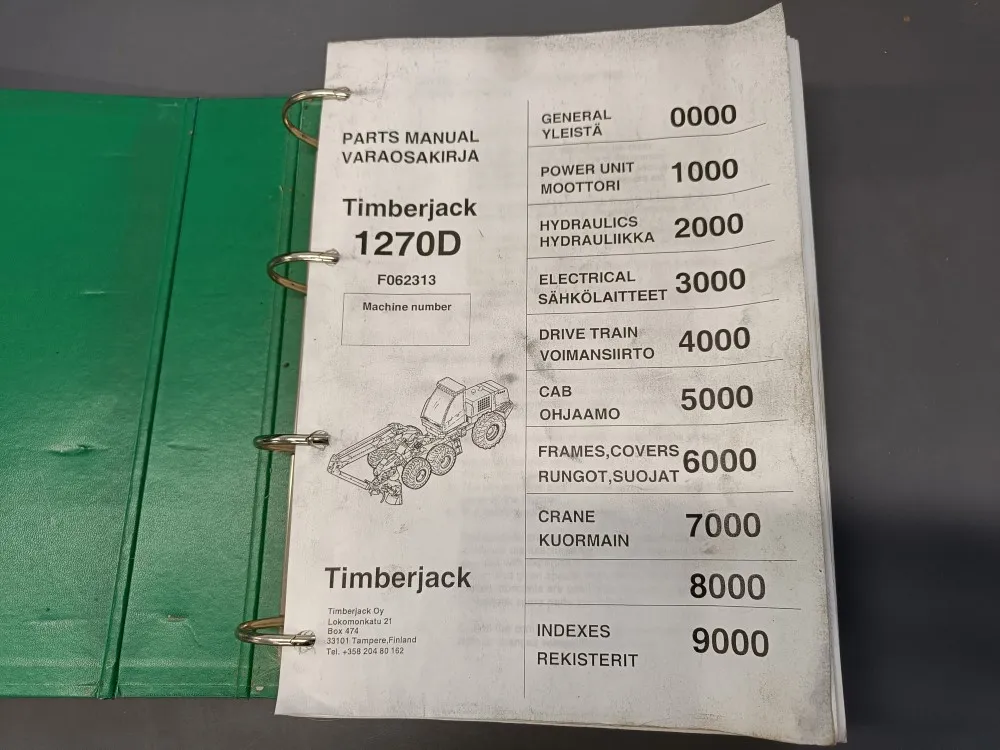 PARTS MANUAL
VARAOSAKIRJA
Timberjack
1270D
F062313
Machine number
Timberjack
Timberjack Oy
Lokomonkatu 21
Box 474
33101 Tampere,Finland
Tel. +358 204 80 162
GENERAL 0000
YLEISTÄ
POWER UNIT 1000
MOOTTORI
HYDRAULICS 2000
HYDRAULIIKKA
ELECTRICAL 3000
SÄHKÖLAITTEET
DRIVE TRAIN 4000
VOIMANSIIRTO
CAB 5000
OHJAAMO
FRAMES,COVERS 6000
RUNGOT,SUOJAT
CRANE 7000
KUORMAIN
8000
INDEXES 9000
REKISTERIT